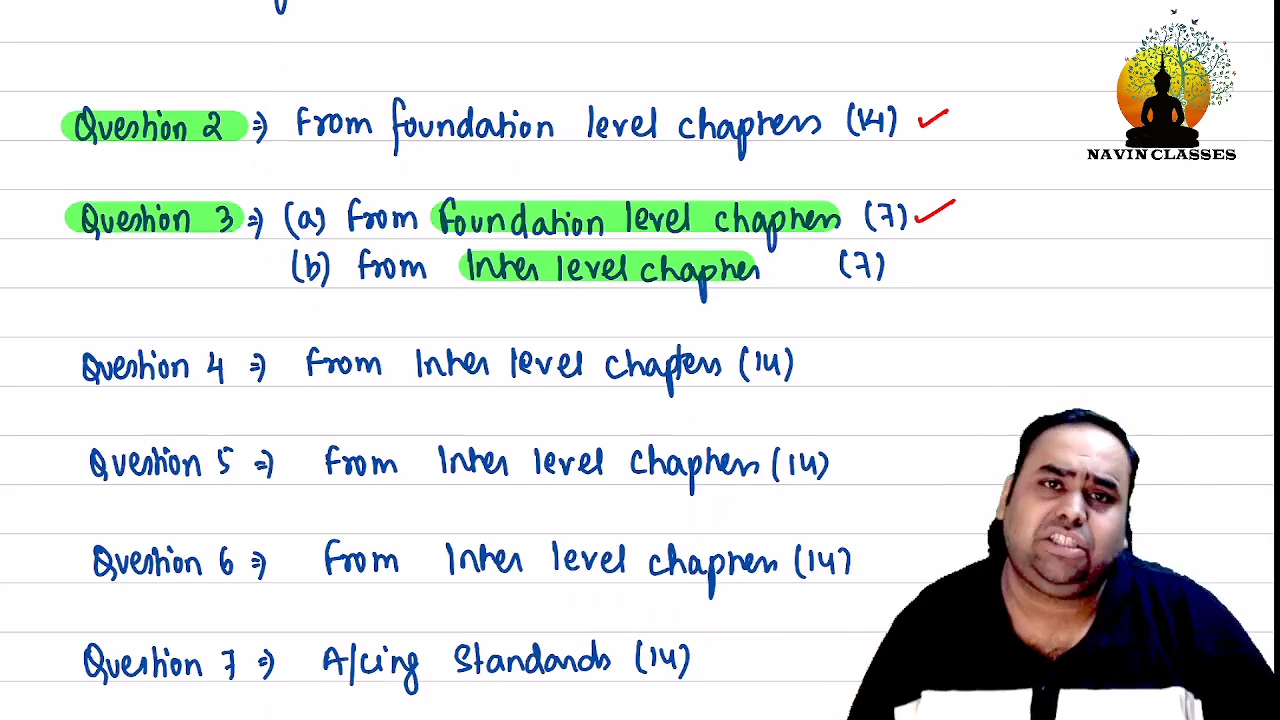 Question 2 ⇒ From foundation level chapters (14) ✓
NAVIN CLASSES
Question 3 ⇒ (a) From Foundation level chapters (7) ✓
(b) From Inter level chapter (7)
Question 4 ⇒ From Inter level Chapters (14)
Question 5 ⇒ From Inter level Chapters (14)
Question 6 ⇒ From Inter level chapters (14)
Question 7 ⇒ A/cing Standards (14)